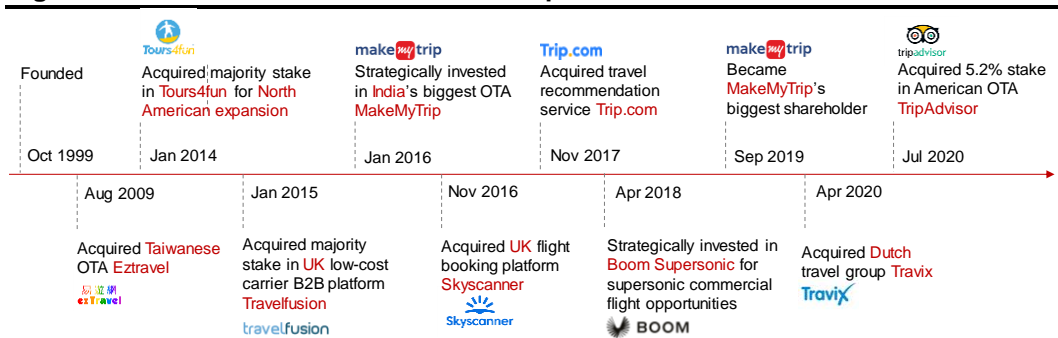 Tours4fun
make my trip
Trip.com
make my trip
tripadvisor
Founded
Acquired majority stake
in Tours4fun for North
American expansion
Strategically invested
in India's biggest OTA
MakeMyTrip
Acquired travel
recommendation
service Trip.com
Became
MakeMyTrip's
biggest shareholder
Acquired 5.2% stake
in American OTA
TripAdvisor
Oct 1999
Jan 2014
Jan 2016
Nov 2017
Sep 2019
Jul 2020
Aug 2009
Jan 2015
Nov 2016
Apr 2018
Apr 2020
Acquired Taiwanese
OTA Eztravel
ezTravel
Acquired majority
stake in UK low-cost
carrier B2B platform
Travelfusion
travelfusion
Acquired UK flight
booking platform
Skyscanner
Skyscanner
Strategically invested in
Boom Supersonic for
supersonic commercial
flight opportunities
BOOM
Acquired Dutch
travel group Travix
Travix